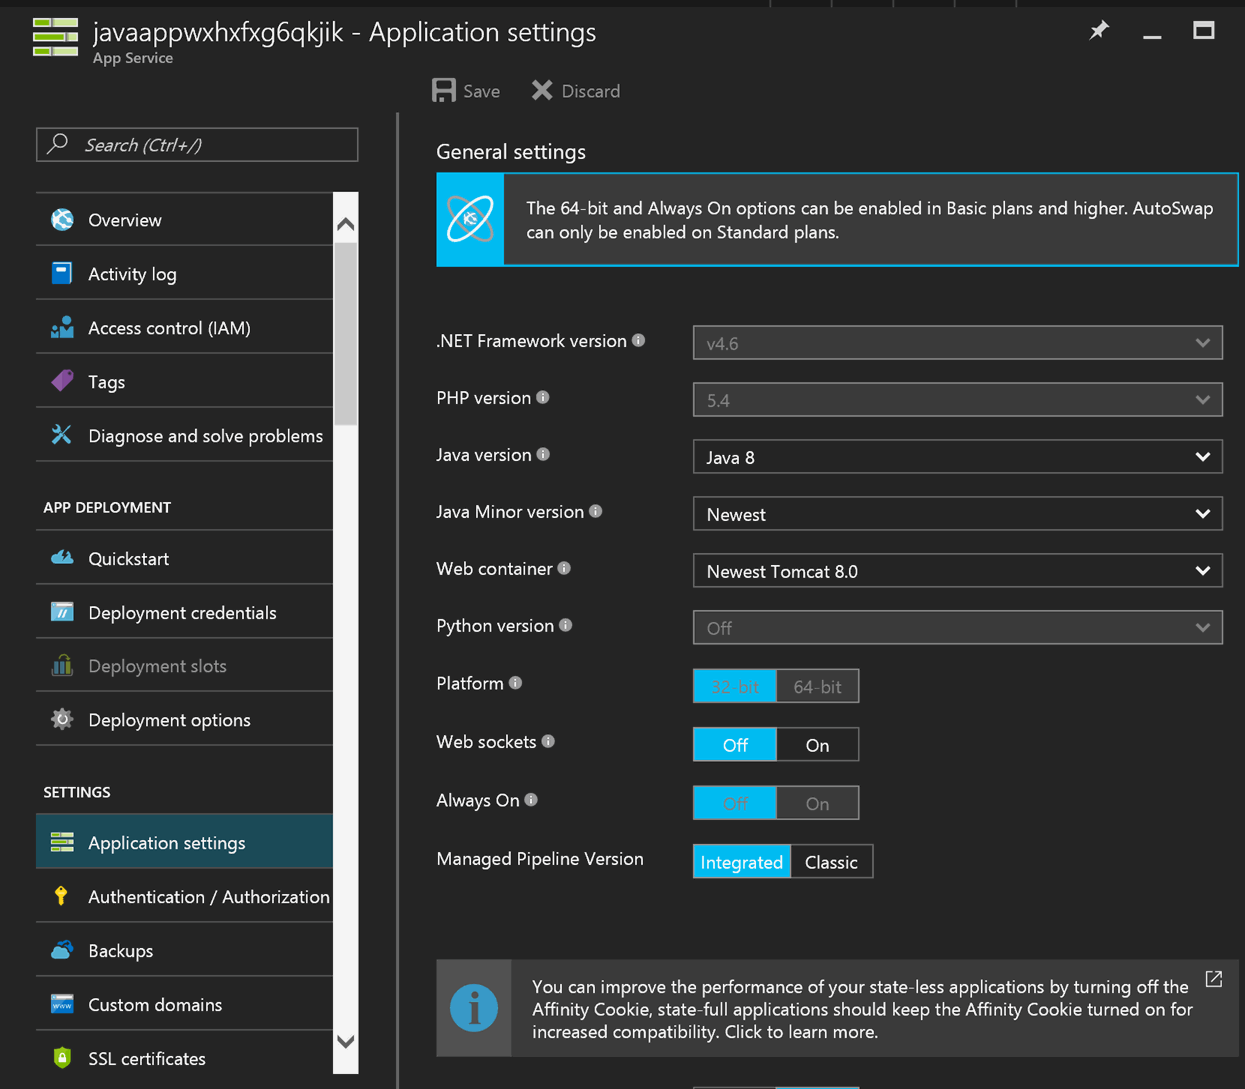 javaappwxhxfxg6qkjik - Application settings
App Service
Save
Discard
Search (Ctrl+/)
Overview
Activity log
Access control (IAM)
Tags
Diagnose and solve problems
APP DEPLOYMENT
Quickstart
Deployment credentials
Deployment slots
Deployment options
SETTINGS
Application settings
Authentication / Authorization
Backups
Custom domains
SSL certificates
General settings
The 64-bit and Always On options can be enabled in Basic plans and higher. AutoSwap
can only be enabled on Standard plans.
.NET Framework version
v4.6
PHP version
5.4
Java version
Java 8
Java Minor version
Newest
Web container
Newest Tomcat 8.0
Python version
Off
Platform
32-bit 64-bit
Web sockets
Off On
Always On
Off On
Managed Pipeline Version
Integrated Classic
You can improve the performance of your state-less applications by turning off the
Affinity Cookie, state-full applications should keep the Affinity Cookie turned on for
increased compatibility. Click to learn more.